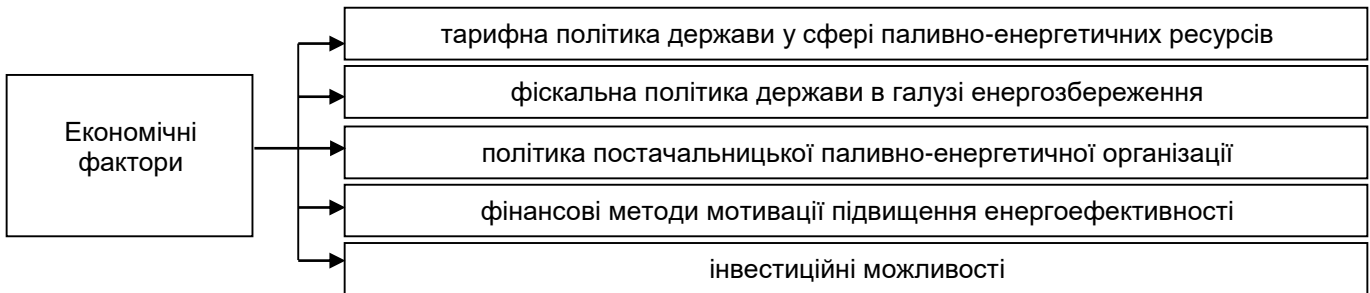 тарифна політика держави у сфері паливно-енергетичних ресурсів
фіскальна політика держави в галузі енергозбереження
Економічні
фактори
політика постачальницької паливно-енергетичної організації
фінансові методи мотивації підвищення енергоефективності
інвестиційні можливості